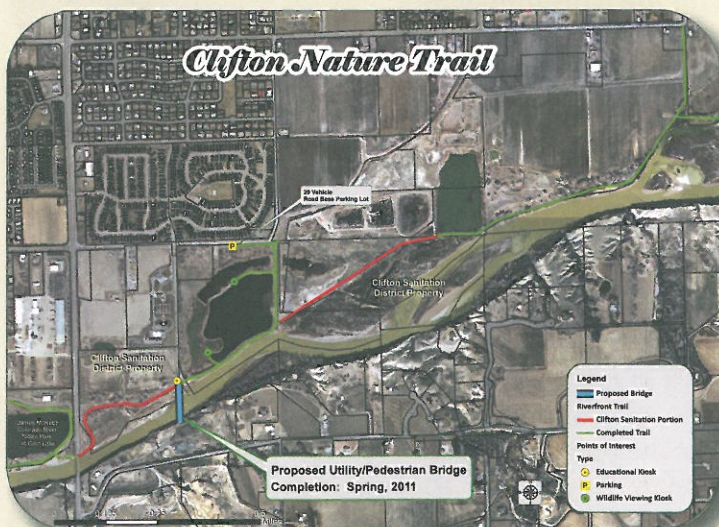 Clifton Nature Trail
29 Vehicle
Road Base Parking Lot
P
Clifton Sanitation
District Property
Clifton Sanitation
District Property
Proposed Utility/Pedestrian Bridge
Completion: Spring, 2011
Legend
Proposed Bridge
Riverfront Trail
Clifton Sanitation Portion
Completed Trail
Points of Interest
Type
Educational Kiosk
P Parking
Wildlife Viewing Kiosk
Miles